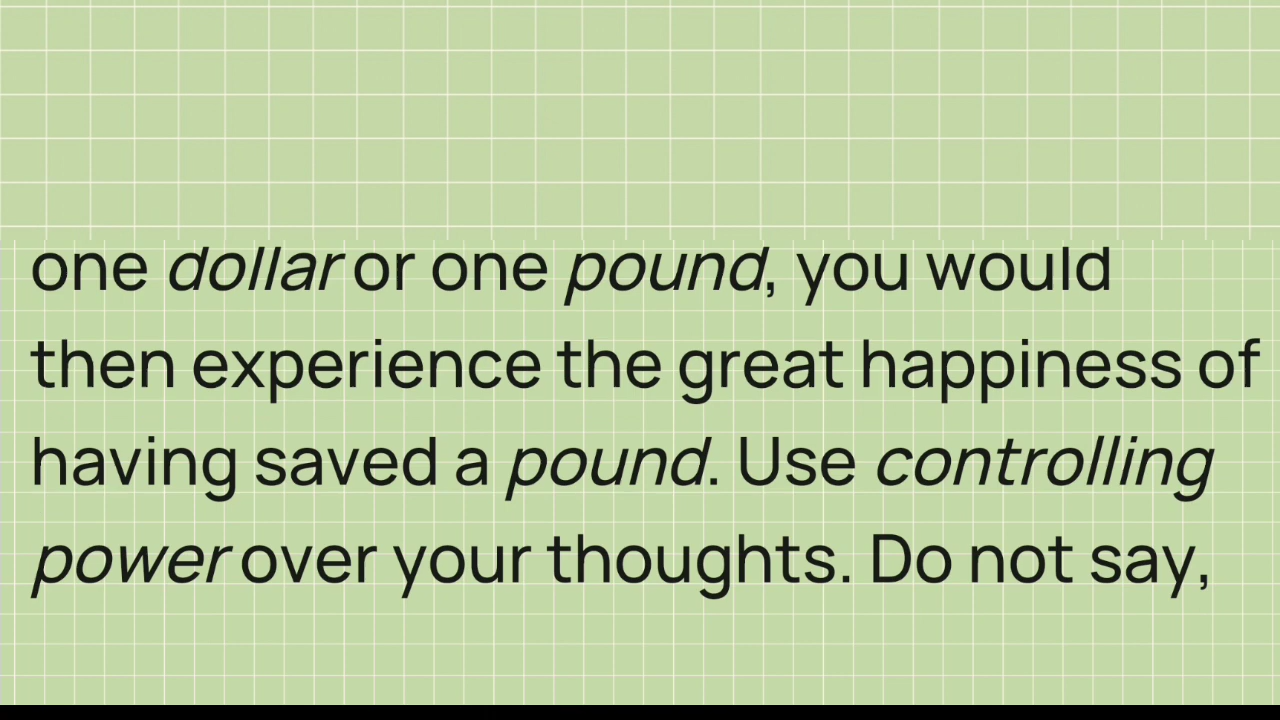 one dollar or one pound, you would
then experience the great happiness of
having saved a pound. Use controlling
power over your thoughts. Do not say,